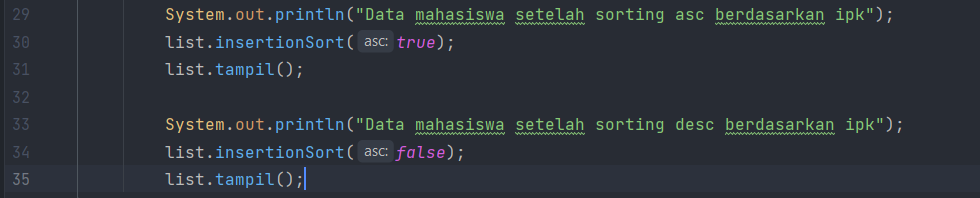 29 System.out.println("Data mahasiswa setelah sorting asc berdasarkan ipk");
30 list.insertionSort( asc: true);
31 list.tampil();
32
33 System.out.println("Data mahasiswa setelah sorting desc berdasarkan ipk");
34 list.insertionSort( asc: false);
35 list.tampil();